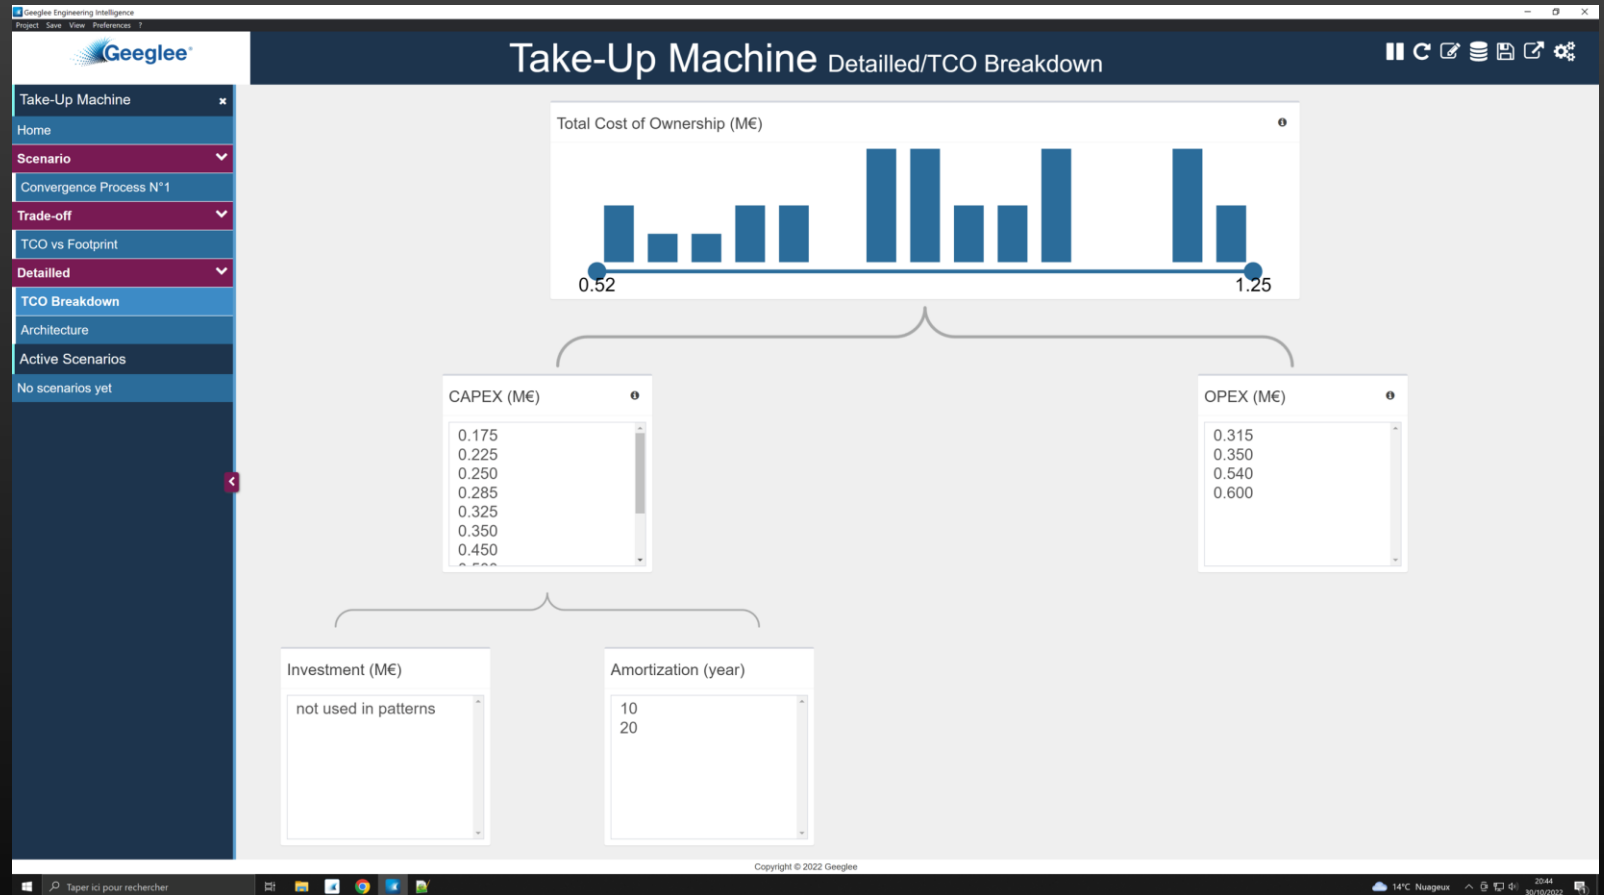 Geeglee Engineering Intelligence
Project Save View Preferences ?
Geeglee®
Take-Up Machine Detailled/TCO Breakdown
Take-Up Machine
Home
Scenario
Convergence Process N°1
Trade-off
TCO vs Footprint
Detailled
TCO Breakdown
Architecture
Active Scenarios
No scenarios yet
Total Cost of Ownership (M€)
0.52
1.25
CAPEX (M€)
0.175
0.225
0.250
0.285
0.325
0.350
0.450
OPEX (M€)
0.315
0.350
0.540
0.600
Investment (M€)
not used in patterns
Amortization (year)
10
20
Copyright © 2022 Geeglee
Taper ici pour rechercher
14°C Nuageux
20:44
30/10/2022